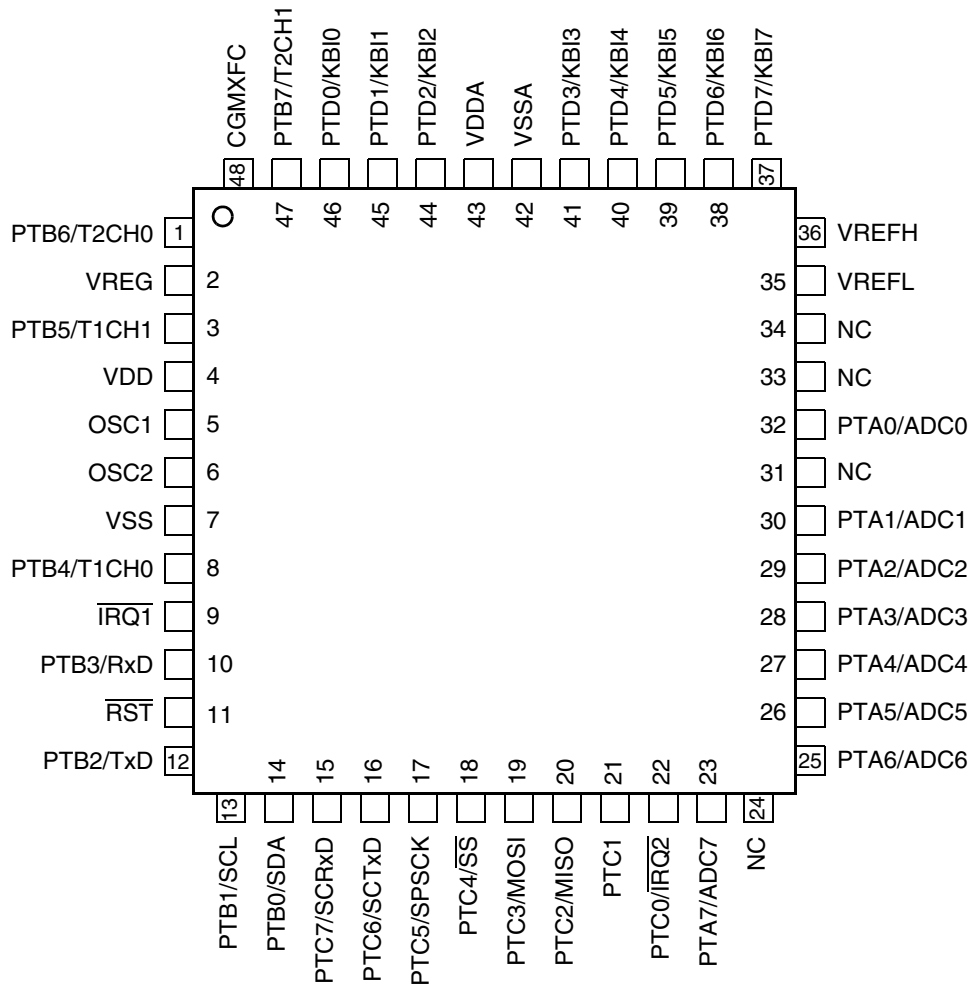 CGMXFC
PTB7/T2CH1
PTD0/KBI0
PTD1/KBI1
PTD2/KBI2
VDDA
VSSA
PTD3/KBI3
PTD4/KBI4
PTD5/KBI5
PTD6/KBI6
PTD7/KBI7
48
47
46
45
44
43
42
41
40
39
38
37
PTB6/T2CH0 1
VREG 2
PTB5/T1CH1 3
VDD 4
OSC1 5
OSC2 6
VSS 7
PTB4/T1CH0 8
IRQ1 9
PTB3/RxD 10
RST 11
PTB2/TxD 12
36 VREFH
35 VREFL
34 NC
33 NC
32 PTA0/ADC0
31 NC
30 PTA1/ADC1
29 PTA2/ADC2
28 PTA3/ADC3
27 PTA4/ADC4
26 PTA5/ADC5
25 PTA6/ADC6
13
14
15
16
17
18
19
20
21
22
23
24
PTB1/SCL
PTB0/SDA
PTC7/SCRxD
PTC6/SCTxD
PTC5/SPSCK
PTC4/SS
PTC3/MOSI
PTC2/MISO
PTC1
PTC0/IRQ2
PTA7/ADC7
NC